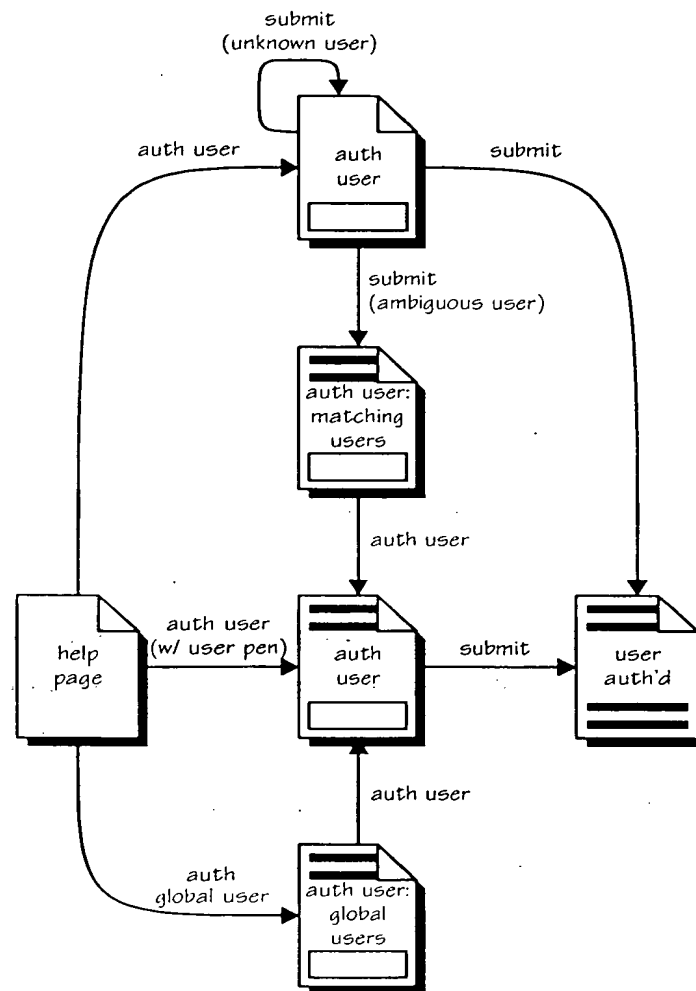 submit
(unknown user)
auth user
auth
user
submit
submit
(ambiguous user)
auth user:
matching
users
auth user
help
page
auth user
(w/ user pen)
auth
user
submit
user
auth'd
auth user
auth
global user
auth user:
global
users